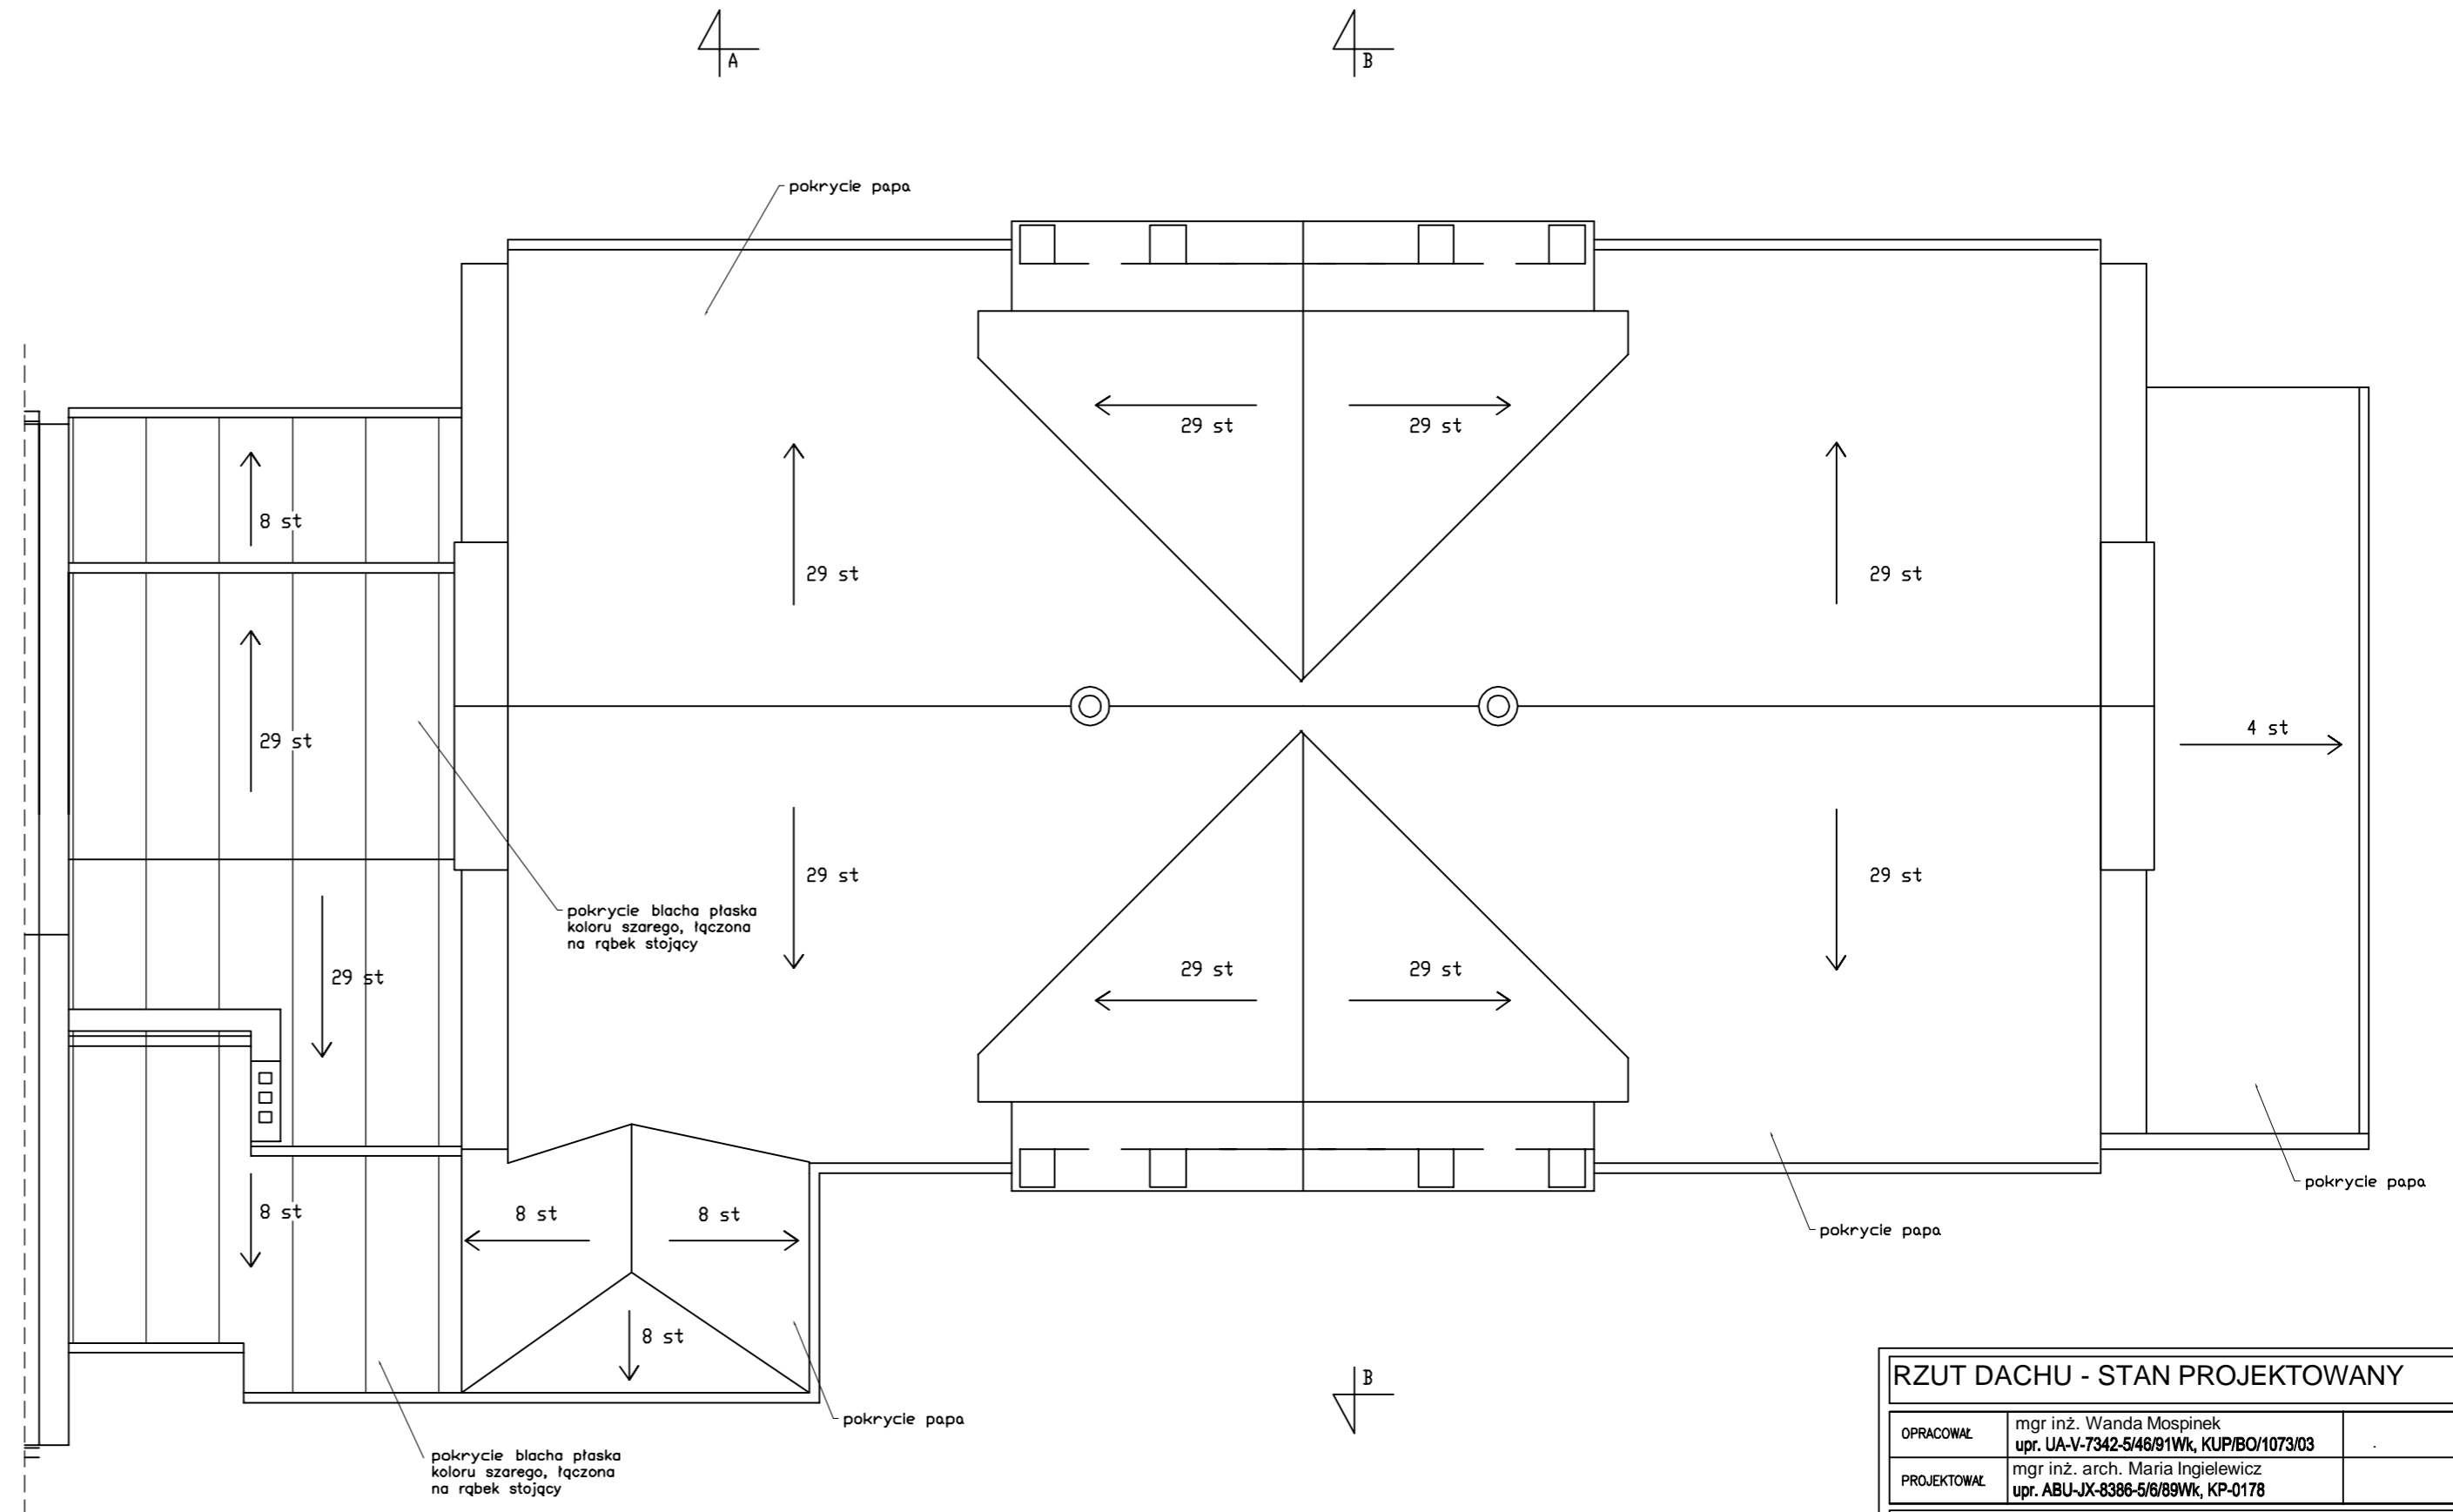 A
B
pokrycie papa
29 st
29 st
8 st
29 st
29 st
29 st
4 st
29 st
29 st
pokrycie blacha płaska
koloru szarego, łączona
na rąbek stojący
29 st
29 st
29 st
29 st
8 st
8 st
8 st
pokrycie papa
pokrycie papa
8 st
B
pokrycie papa
pokrycie blacha płaska
koloru szarego, łączona
na rąbek stojący
RZUT DACHU - STAN PROJEKTOWANY
OPRACOWAŁ
mgr inż. Wanda Mospinek
upr. UA-V-7342-5/46/91Wk, KUP/BO/1073/03
PROJEKTOWAŁ
mgr inż. arch. Maria Ingielewicz
upr. ABU-JX-8386-5/6/89Wk, KP-0178